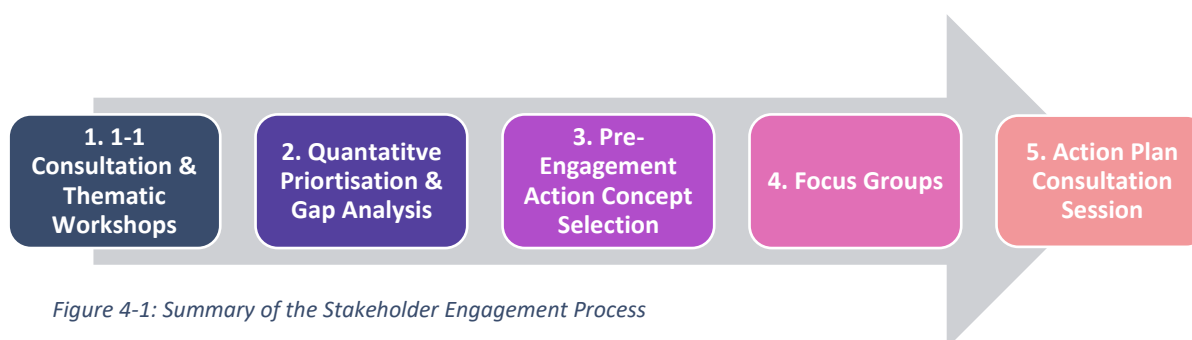 1. 1-1
Consultation &
Thematic
Workshops
2. Quantatitve
Priortisation &
Gap Analysis
3. Pre-
Engagement
Action Concept
Selection
4. Focus Groups
5. Action Plan
Consultation
Session
Figure 4-1: Summary of the Stakeholder Engagement Process